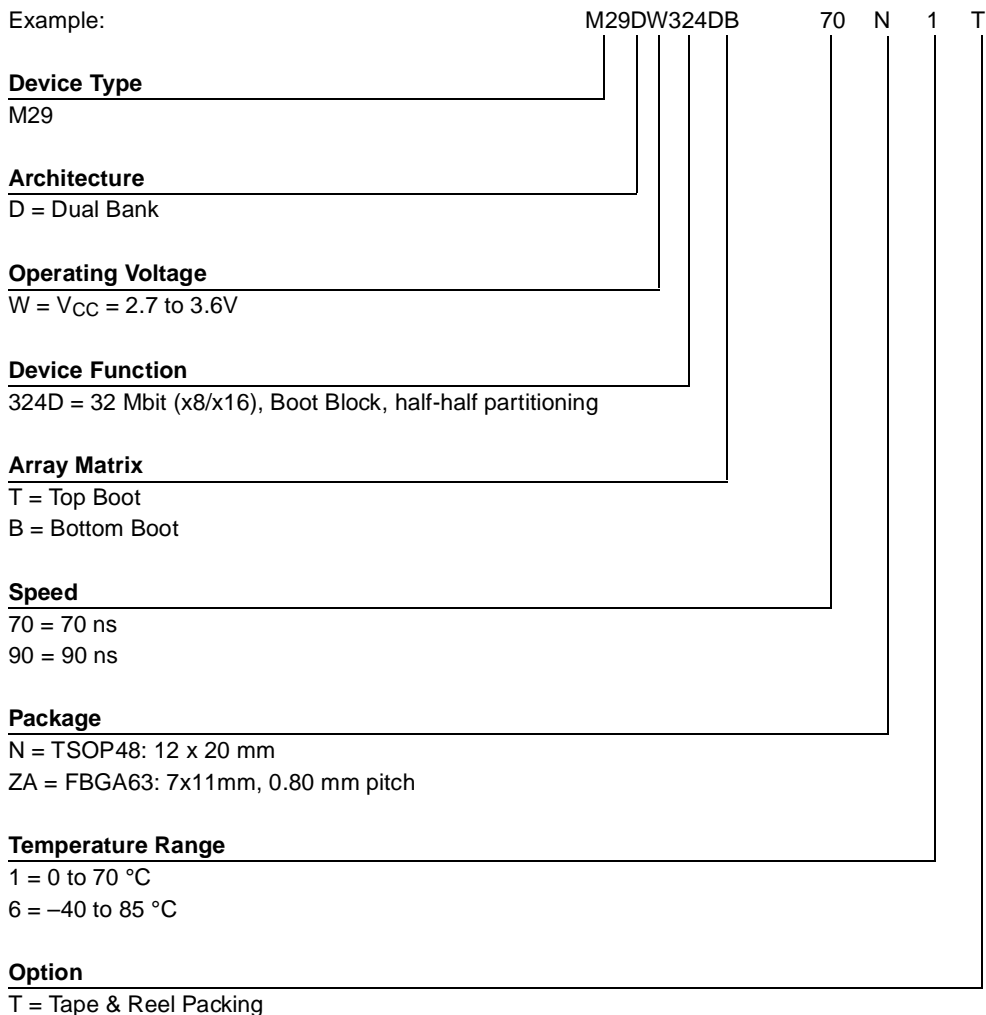 Example: M29DW324DB 70 N 1 T
Device Type
M29
Architecture
D = Dual Bank
Operating Voltage
W = VCC = 2.7 to 3.6V
Device Function
324D = 32 Mbit (x8/x16), Boot Block, half-half partitioning
Array Matrix
T = Top Boot
B = Bottom Boot
Speed
70 = 70 ns
90 = 90 ns
Package
N = TSOP48: 12 x 20 mm
ZA = FBGA63: 7x11mm, 0.80 mm pitch
Temperature Range
1 = 0 to 70 °C
6 = –40 to 85 °C
Option
T = Tape & Reel Packing